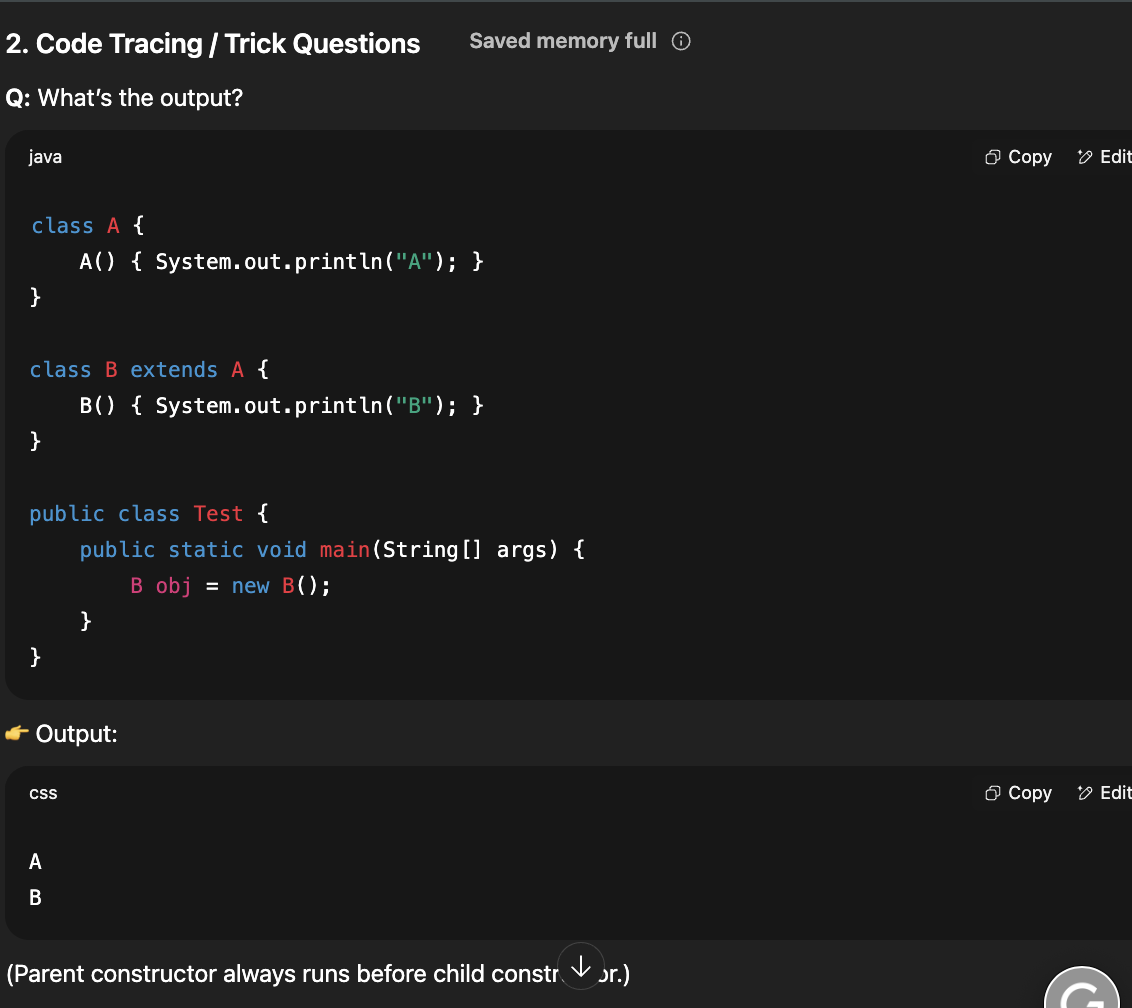 2. Code Tracing / Trick Questions Saved memory full
Q: What's the output?
java Copy Edit
class A {
    A() { System.out.println("A"); }
}
class B extends A {
    B() { System.out.println("B"); }
}
public class Test {
    public static void main(String[] args) {
        B obj = new B();
    }
}
👉 Output:
css Copy Edit
A
B
(Parent constructor always runs before child constr or.)